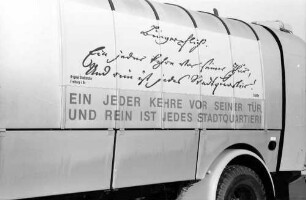 Bürgerpflicht.
Ein jeder kehre vor seiner Thür,
Und rein ist jedes Stadtquartier!
EIN JEDER KEHRE VOR SEINER TÜR,
UND REIN IST JEDES STADTQUARTIER!